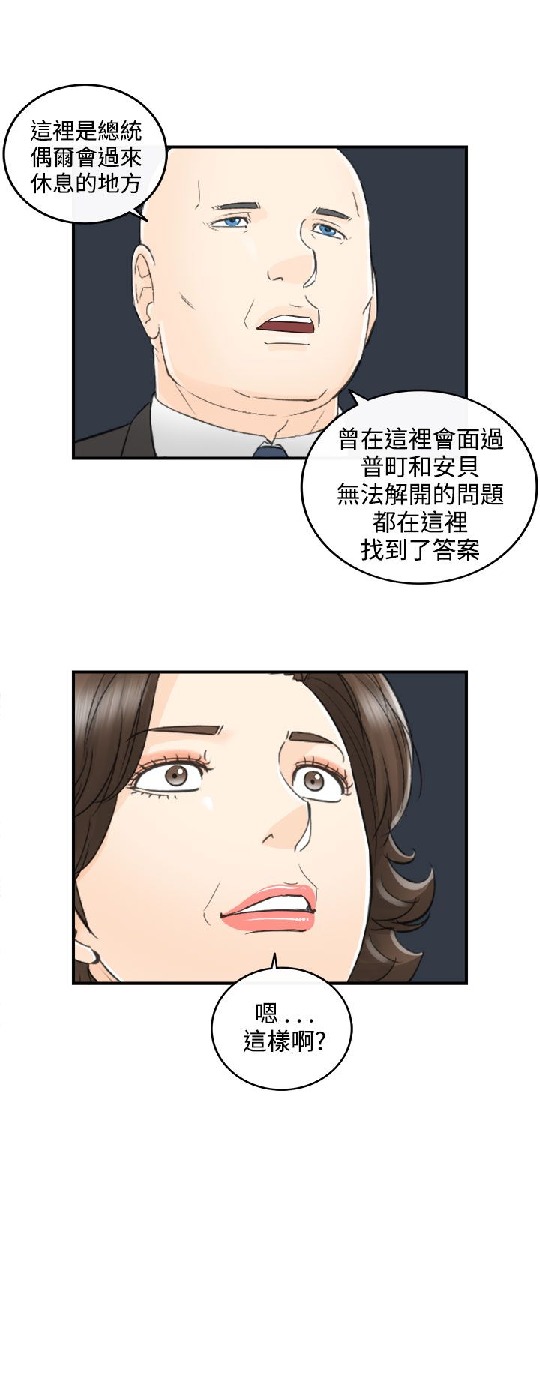 這裡是總統
偶爾會過來
休息的地方
曾在這裡會面過
普町和安貝
無法解開的問題
都在這裡
找到了答案
嗯...
這樣啊?